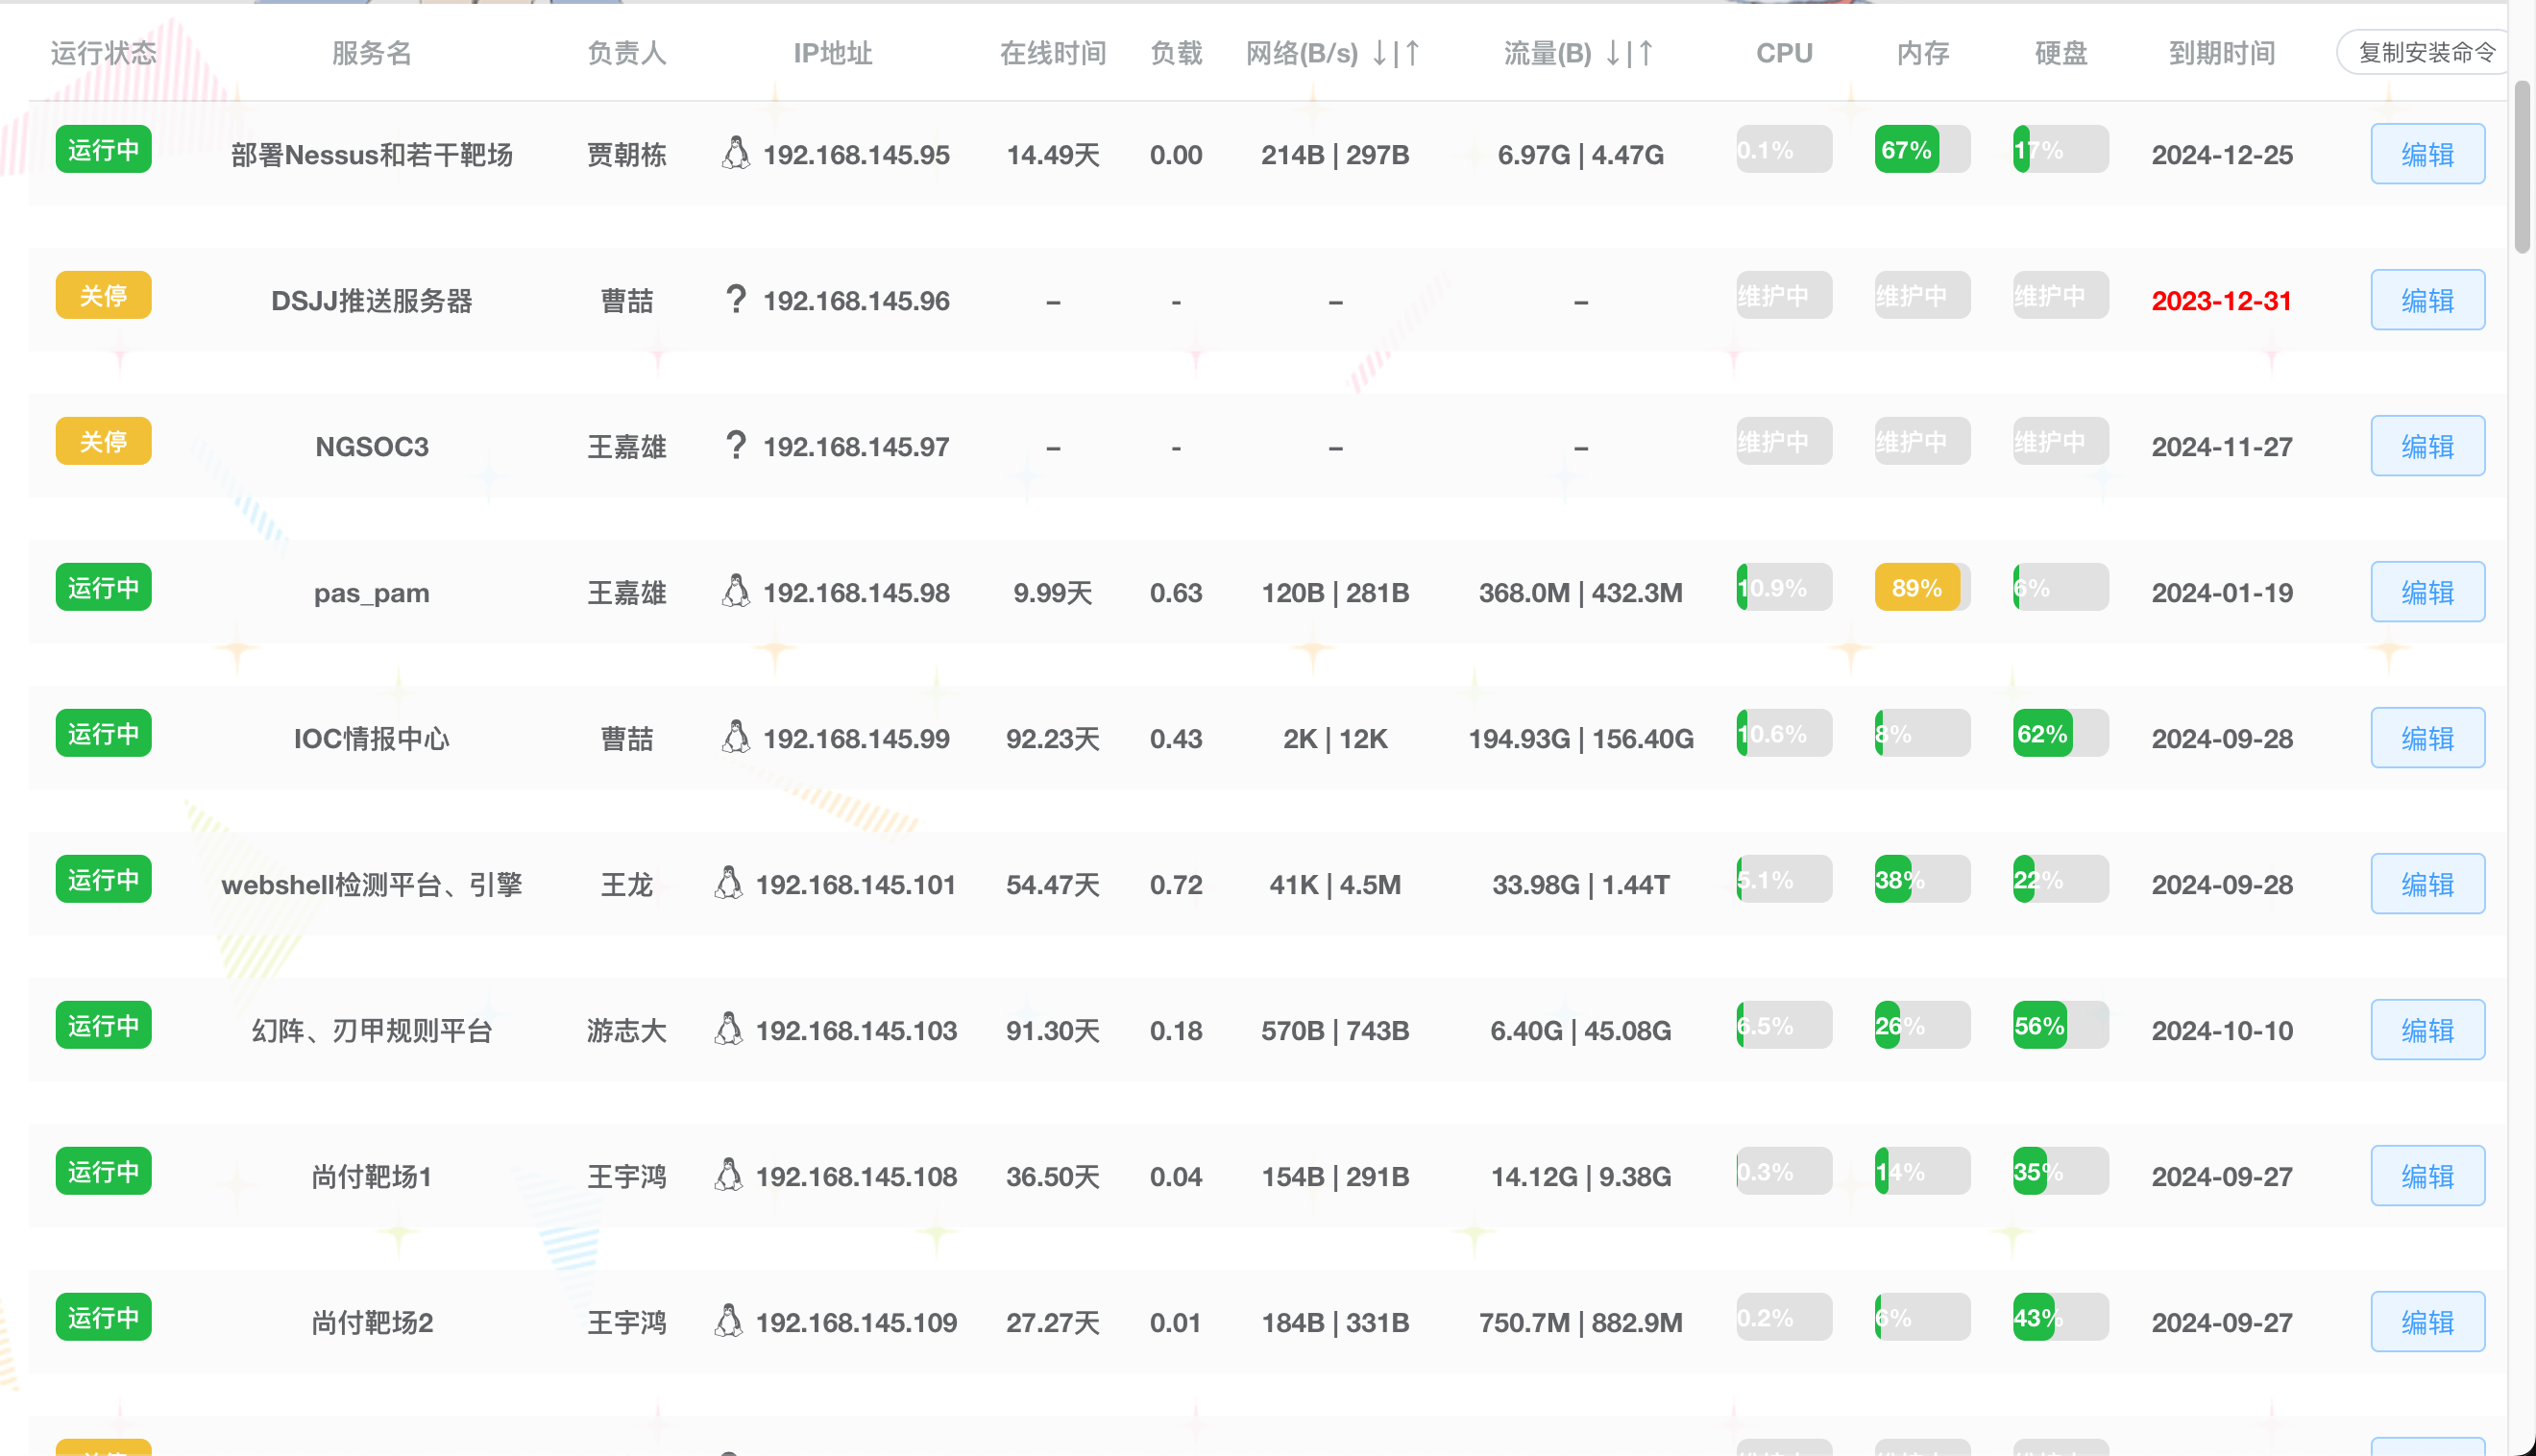 运行状态 服务名 负责人 IP地址 在线时间 负载 网络(B/s) ↓|↑ 流量(B) ↓|↑ CPU 内存 硬盘 到期时间 复制安装命令
运行中 部署Nessus和若干靶场 贾朝栋 192.168.145.95 14.49天 0.00 214B | 297B 6.97G | 4.47G 0.1% 67% 17% 2024-12-25 编辑
关停 DSJJ推送服务器 曹喆 ? 192.168.145.96 – - – – 维护中 维护中 维护中 2023-12-31 编辑
关停 NGSOC3 王嘉雄 ? 192.168.145.97 – - – – 维护中 维护中 维护中 2024-11-27 编辑
运行中 pas_pam 王嘉雄 192.168.145.98 9.99天 0.63 120B | 281B 368.0M | 432.3M 10.9% 89% 6% 2024-01-19 编辑
运行中 IOC情报中心 曹喆 192.168.145.99 92.23天 0.43 2K | 12K 194.93G | 156.40G 10.6% 8% 62% 2024-09-28 编辑
运行中 webshell检测平台、引擎 王龙 192.168.145.101 54.47天 0.72 41K | 4.5M 33.98G | 1.44T 5.1% 38% 22% 2024-09-28 编辑
运行中 幻阵、刃甲规则平台 游志大 192.168.145.103 91.30天 0.18 570B | 743B 6.40G | 45.08G 6.5% 26% 56% 2024-10-10 编辑
运行中 尚付靶场1 王宇鸿 192.168.145.108 36.50天 0.04 154B | 291B 14.12G | 9.38G 0.3% 14% 35% 2024-09-27 编辑
运行中 尚付靶场2 王宇鸿 192.168.145.109 27.27天 0.01 184B | 331B 750.7M | 882.9M 0.2% 6% 43% 2024-09-27 编辑